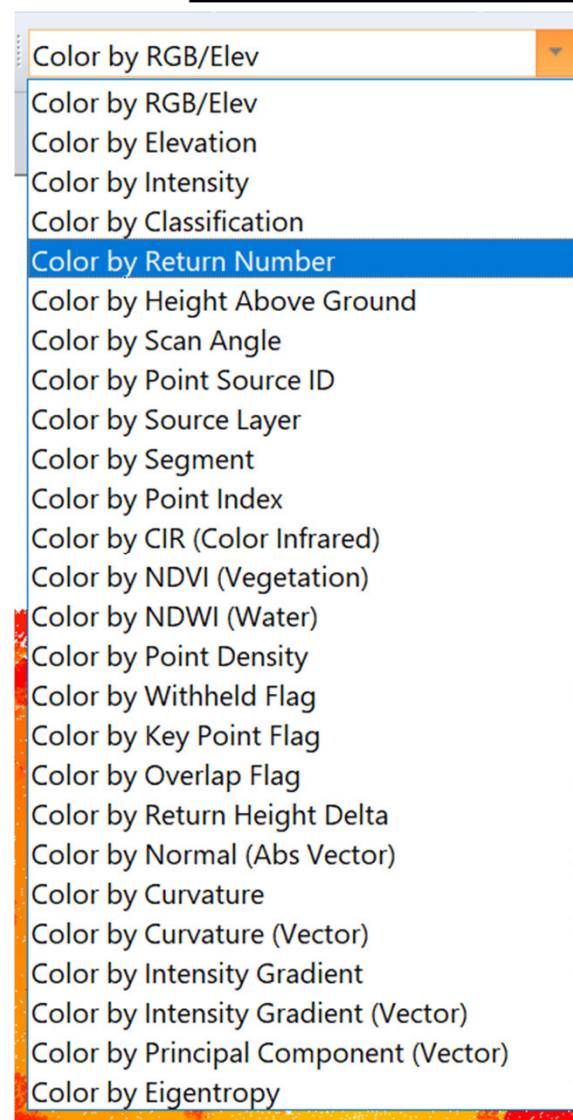 Color by RGB/Elev
Color by RGB/Elev
Color by Elevation
Color by Intensity
Color by Classification
Color by Return Number
Color by Height Above Ground
Color by Scan Angle
Color by Point Source ID
Color by Source Layer
Color by Segment
Color by Point Index
Color by CIR (Color Infrared)
Color by NDVI (Vegetation)
Color by NDWI (Water)
Color by Point Density
Color by Withheld Flag
Color by Key Point Flag
Color by Overlap Flag
Color by Return Height Delta
Color by Normal (Abs Vector)
Color by Curvature
Color by Curvature (Vector)
Color by Intensity Gradient
Color by Intensity Gradient (Vector)
Color by Principal Component (Vector)
Color by Eigentropy